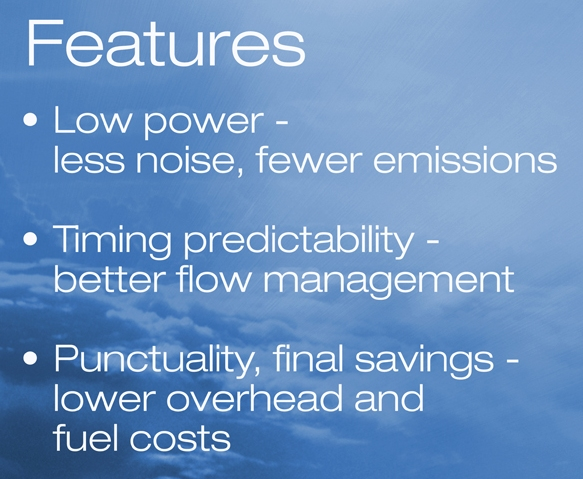 Features
• Low power -
less noise, fewer emissions
• Timing predictability -
better flow management
• Punctuality, final savings -
lower overhead and
fuel costs